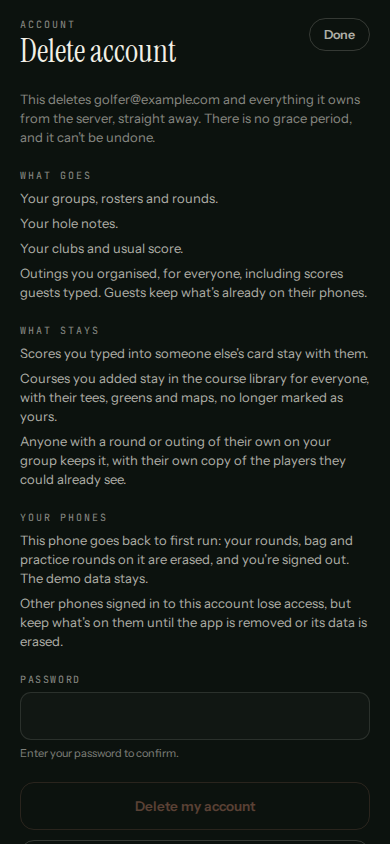 ACCOUNT
Delete account
Done
This deletes golfer@example.com and everything it owns
from the server, straight away. There is no grace period,
and it can't be undone.
WHAT GOES
Your groups, rosters and rounds.
Your hole notes.
Your clubs and usual score.
Outings you organised, for everyone, including scores
guests typed. Guests keep what's already on their phones.
WHAT STAYS
Scores you typed into someone else's card stay with them.
Courses you added stay in the course library for everyone,
with their tees, greens and maps, no longer marked as
yours.
Anyone with a round or outing of their own on your
group keeps it, with their own copy of the players they
could already see.
YOUR PHONES
This phone goes back to first run: your rounds, bag and
practice rounds on it are erased, and you're signed out.
The demo data stays.
Other phones signed in to this account lose access, but
keep what's on them until the app is removed or its data is
erased.
PASSWORD
Enter your password to confirm.
Delete my account